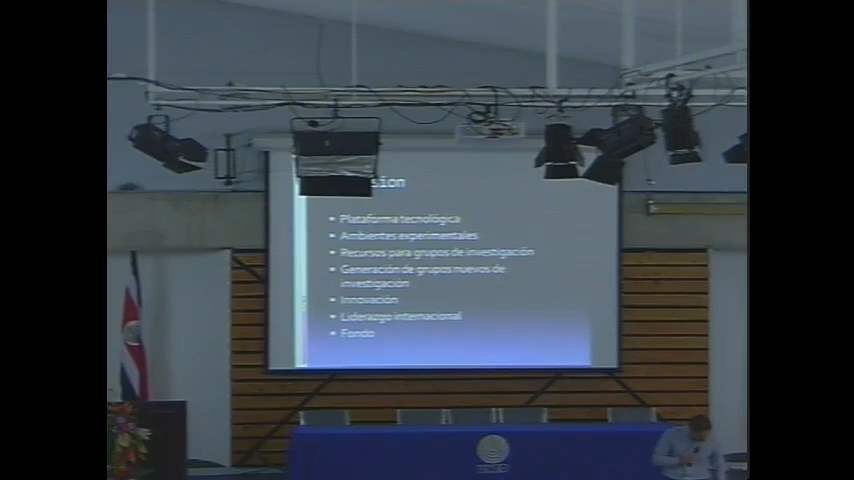 Plataforma tecnológica
Ambientes experimentales
Recursos para grupos de investigación
Generación de grupos nuevos de
investigación
Innovación
Liderazgo internacional
Fondo